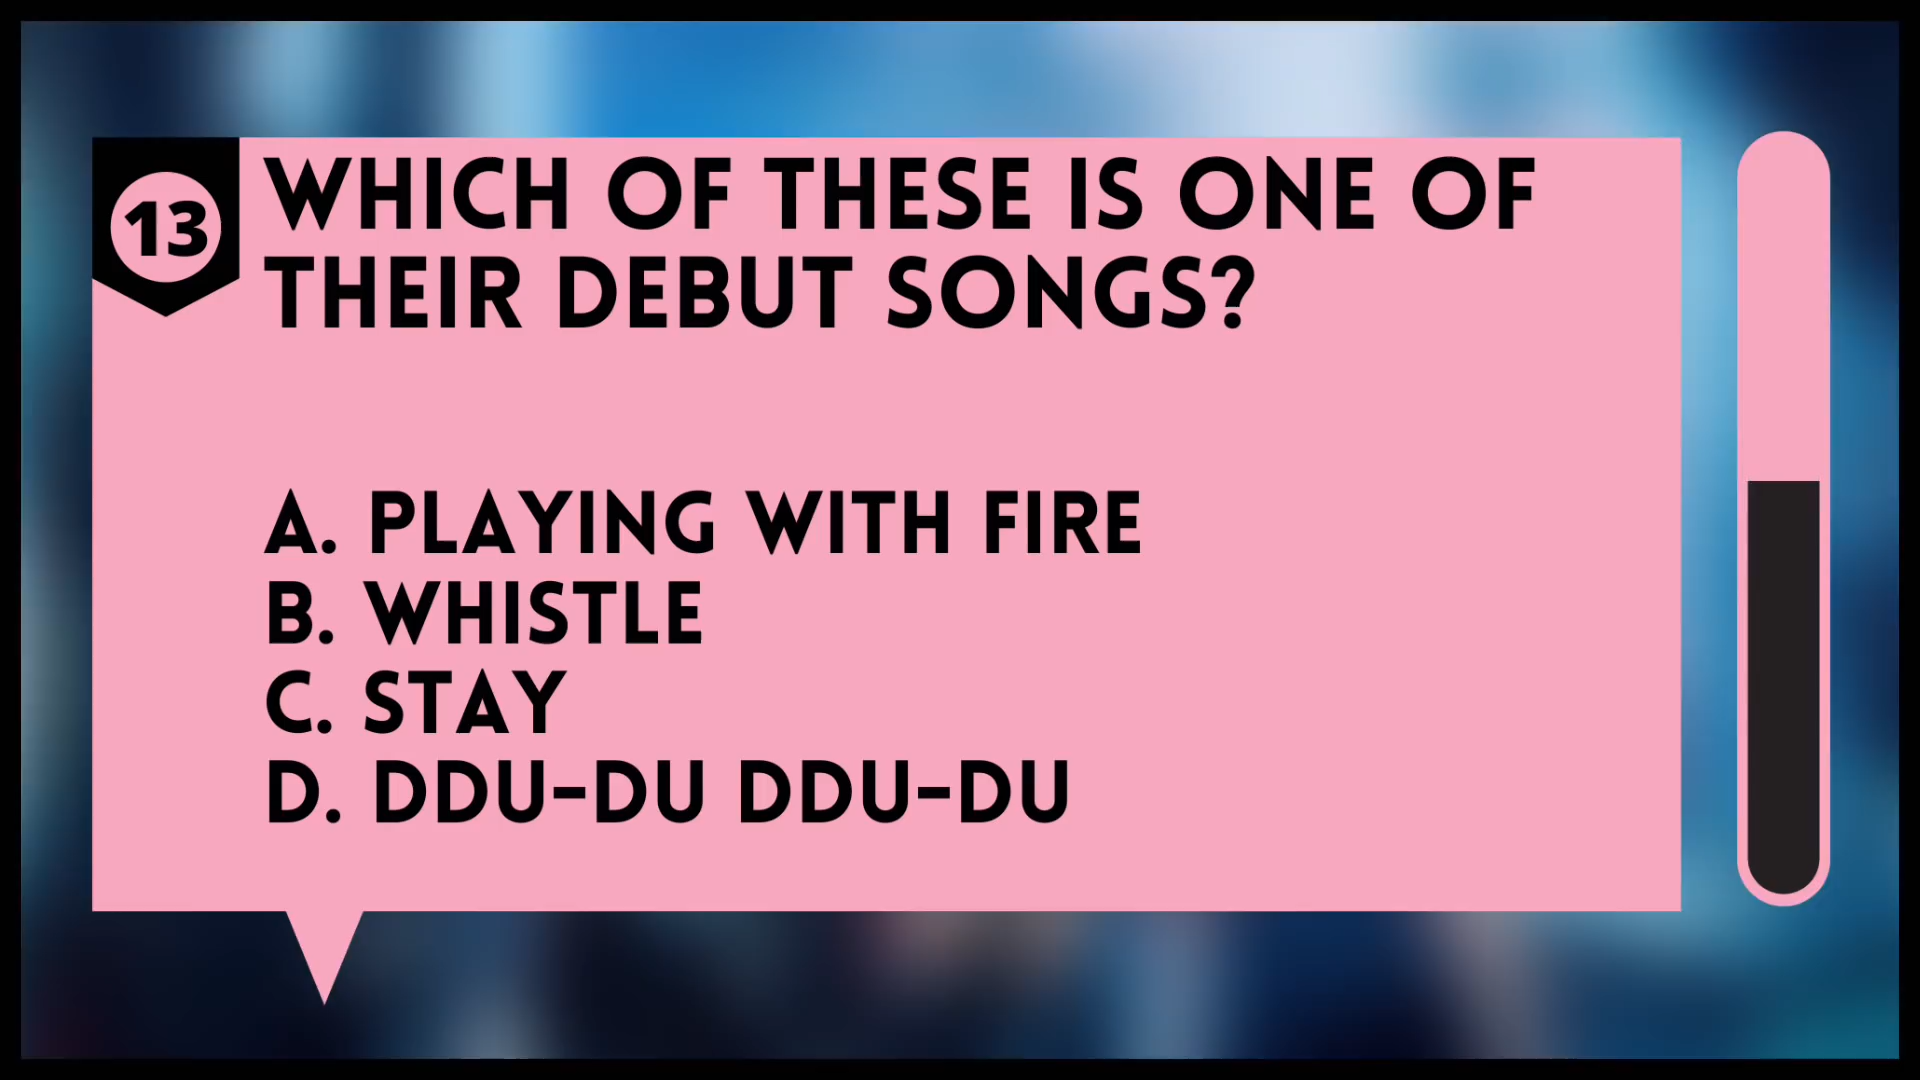 13
WHICH OF THESE IS ONE OF
THEIR DEBUT SONGS?
A. PLAYING WITH FIRE
B. WHISTLE
C. STAY
D. DDU-DU DDU-DU